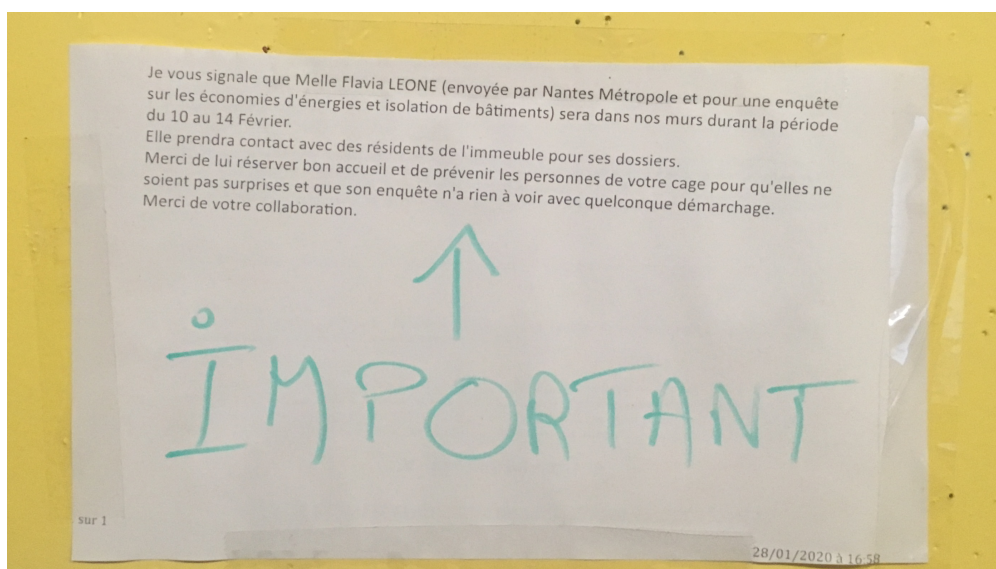 Je vous signale que Melle Flavia LEONE (envoyée par Nantes Métropole et pour une enquête
sur les économies d'énergies et isolation de bâtiments) sera dans nos murs durant la période
du 10 au 14 Février.
Elle prendra contact avec des résidents de l'immeuble pour ses dossiers.
Merci de lui réserver bon accueil et de prévenir les personnes de votre cage pour qu'elles ne
soient pas surprises et que son enquête n'a rien à voir avec quelconque démarchage.
Merci de votre collaboration.
IMPORTANT
sur 1
28/01/2020 à 16:58